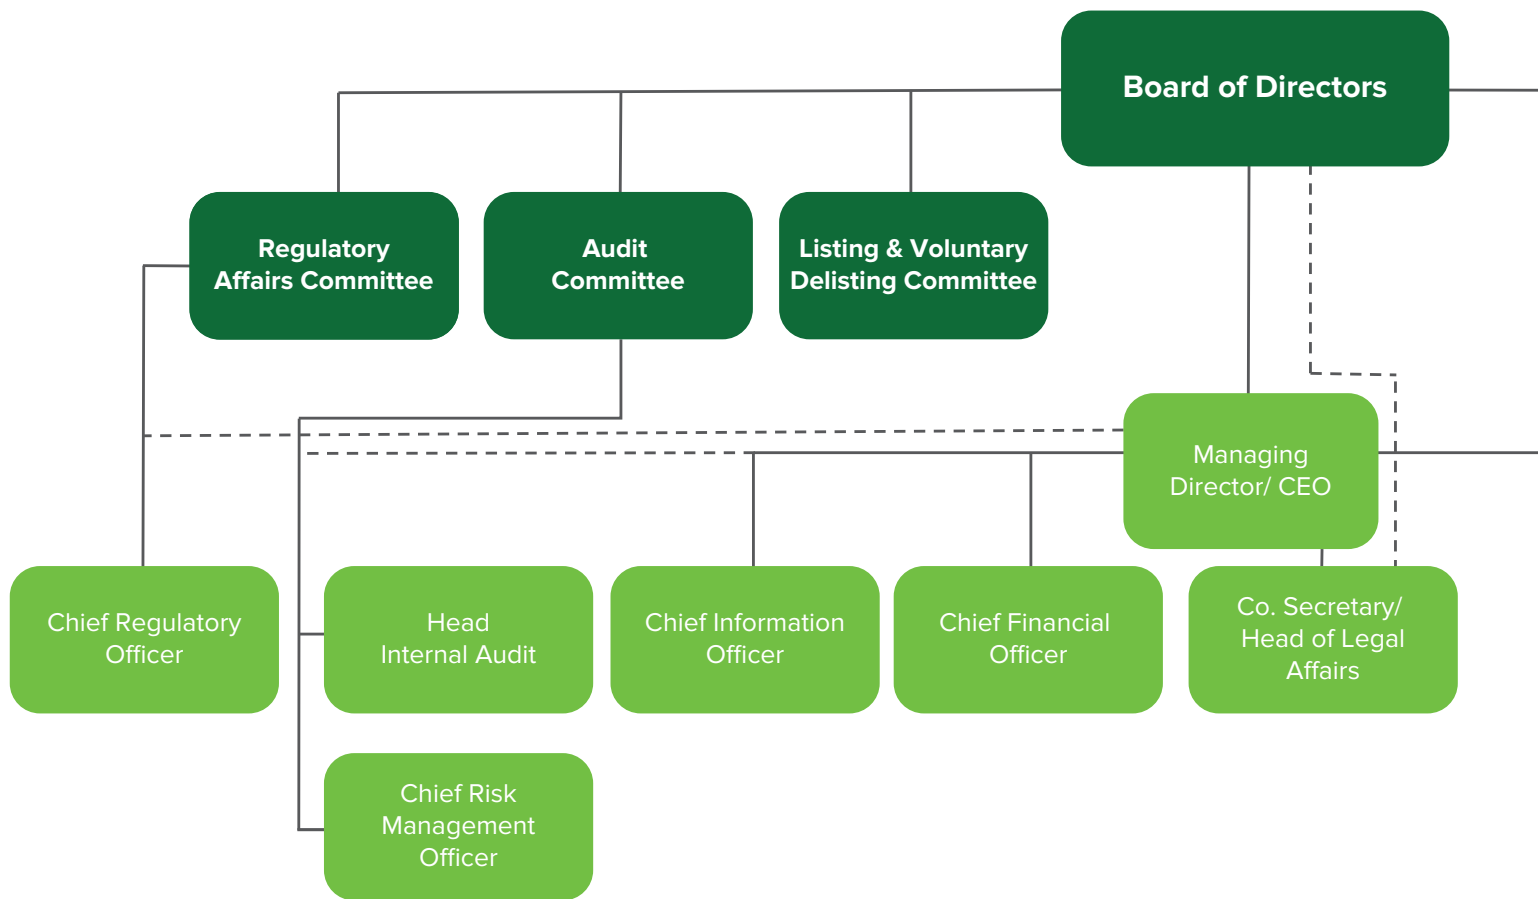 Board of Directors
Regulatory
Affairs Committee
Audit
Committee
Listing & Voluntary
Delisting Committee
Managing
Director/ CEO
Chief Regulatory
Officer
Head
Internal Audit
Chief Information
Officer
Chief Financial
Officer
Co. Secretary/
Head of Legal
Affairs
Chief Risk
Management
Officer